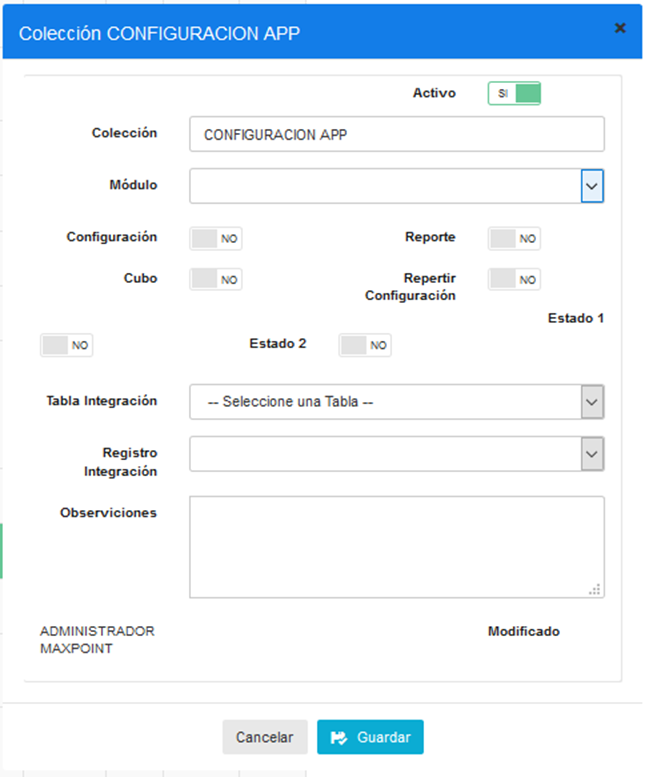 Colección CONFIGURACION APP
Activo SI
Colección CONFIGURACION APP
Módulo
Configuración NO Reporte NO
Cubo NO Repertir
Configuración NO
Estado 1
NO Estado 2 NO
Tabla Integración -- Seleccione una Tabla --
Registro
Integración
Observiciones
ADMINISTRADOR
MAXPOINT
Modificado
Cancelar Guardar